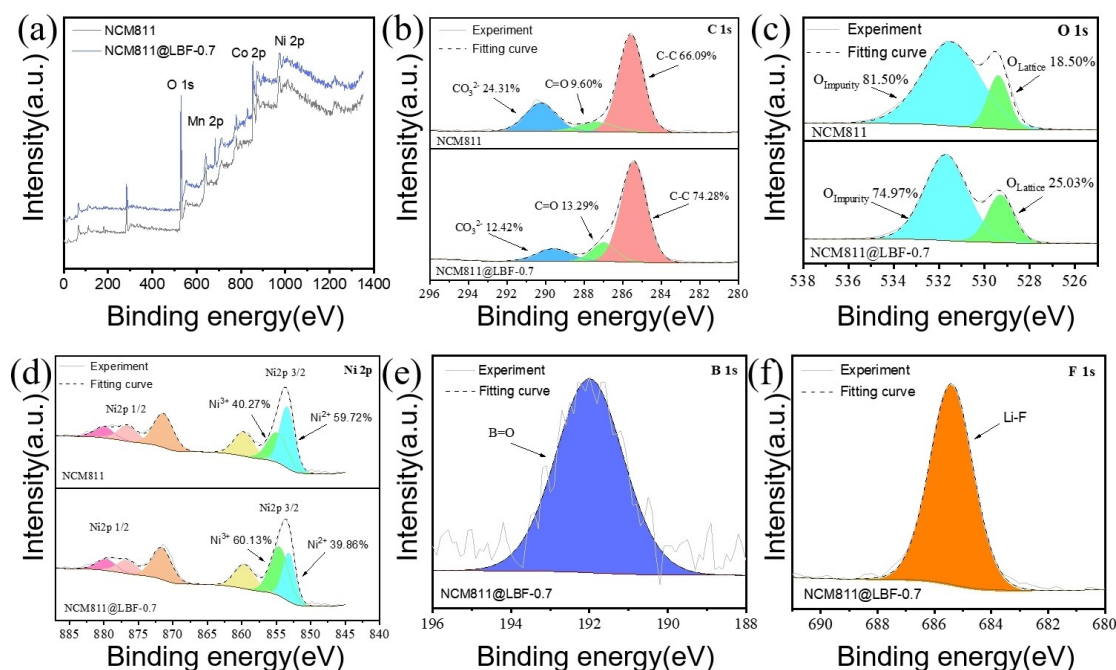 (a)
NCM811
NCM811@LBF-0.7
O 1s
Mn 2p
Co 2p
Ni 2p
Intensity(a.u.)
0 200 400 600 800 1000 1200 1400
Binding energy(eV)
(b)
Experiment
Fitting curve
C 1s
CO₃²⁻ 24.31%
C=O 9.60%
C-C 66.09%
NCM811
CO₃²⁻ 12.42%
C=O 13.29%
C-C 74.28%
NCM811@LBF-0.7
Intensity(a.u.)
296 294 292 290 288 286 284 282 280
Binding energy(eV)
(c)
Experiment
Fitting curve
O 1s
O Impurity 81.50%
O Lattice 18.50%
NCM811
O Impurity 74.97%
O Lattice 25.03%
NCM811@LBF-0.7
Intensity(a.u.)
538 536 534 532 530 528 526
Binding energy(eV)
(d)
Experiment
Fitting curve
Ni 2p
Ni2p 3/2
Ni2p 1/2
Ni³⁺ 40.27%
Ni²⁺ 59.72%
NCM811
Ni2p 3/2
Ni2p 1/2
Ni³⁺ 60.13%
Ni²⁺ 39.86%
NCM811@LBF-0.7
Intensity(a.u.)
885 880 875 870 865 860 855 850 845 840
Binding energy(eV)
(e)
Experiment
Fitting curve
B 1s
B=O
NCM811@LBF-0.7
Intensity(a.u.)
196 194 192 190 188
Binding energy(eV)
(f)
Experiment
Fitting curve
F 1s
Li-F
NCM811@LBF-0.7
Intensity(a.u.)
690 688 686 684 682 680
Binding energy(eV)